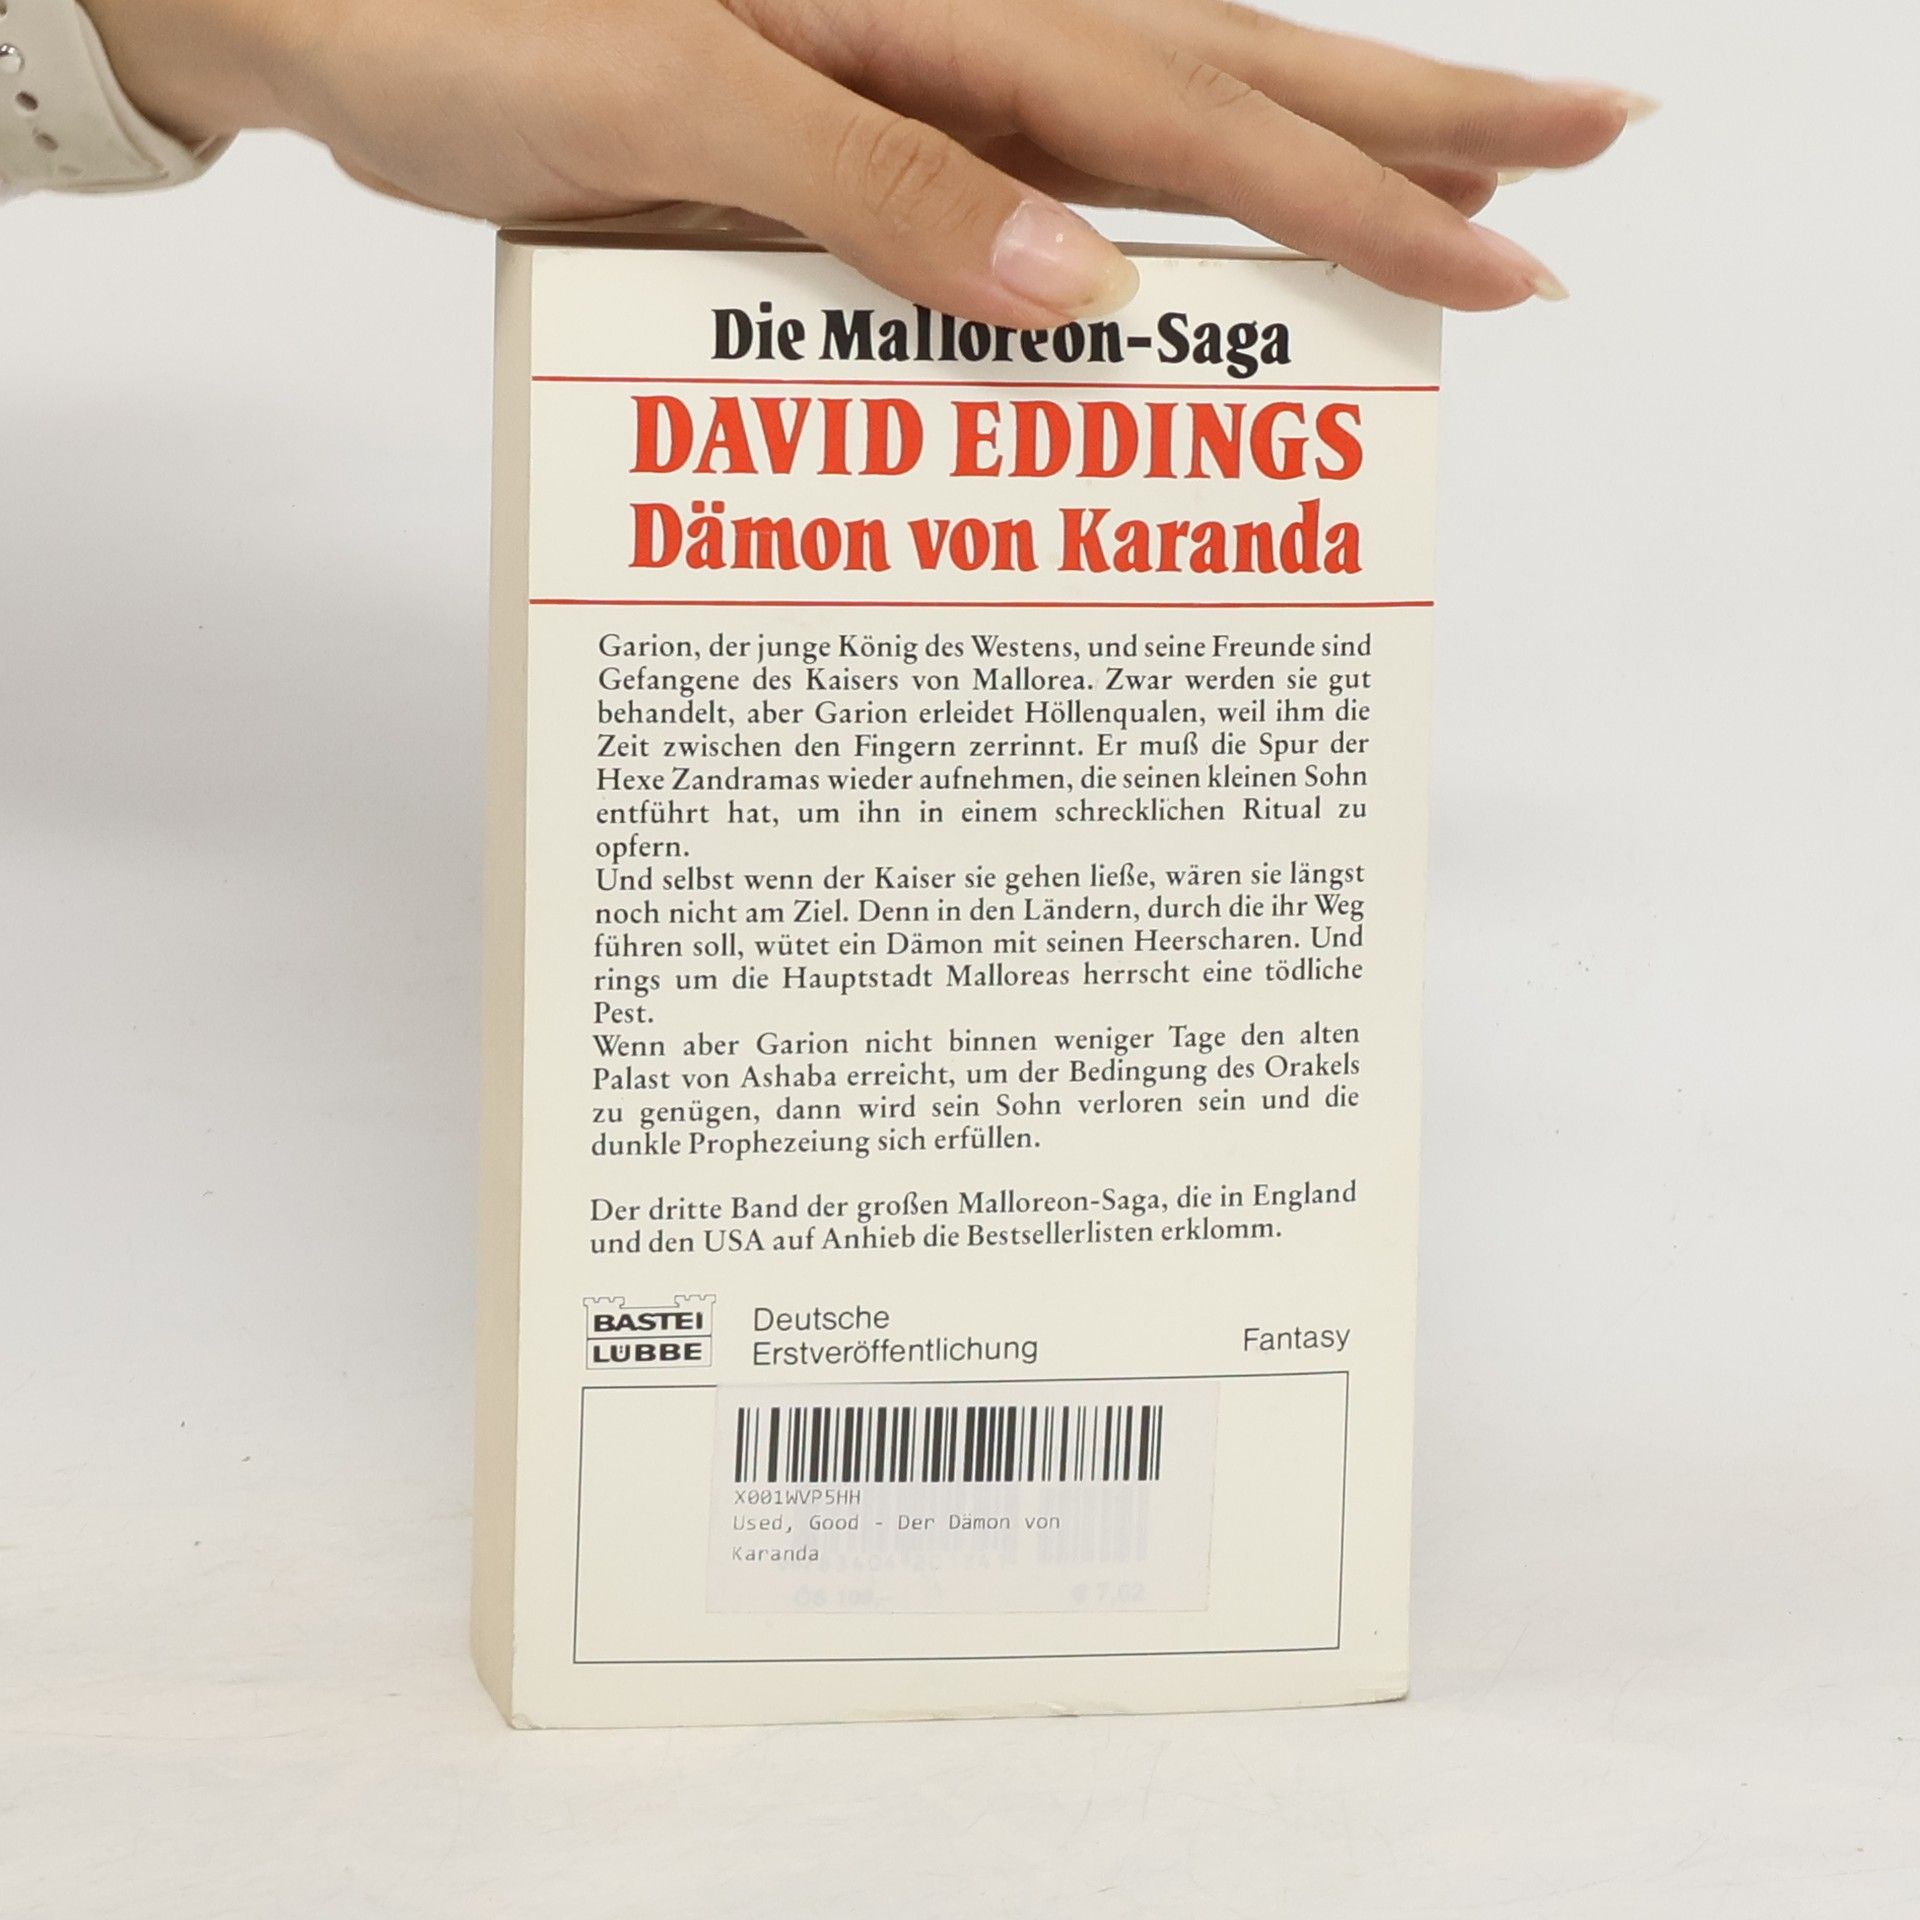 Die Malloreon-Saga
DAVID EDDINGS
Dämon von Karanda
Garion, der junge König des Westens, und seine Freunde sind
Gefangene des Kaisers von Mallorea. Zwar werden sie gut
behandelt, aber Garion erleidet Höllenqualen, weil ihm die
Zeit zwischen den Fingern zerrinnt. Er muß die Spur der
Hexe Zandramas wieder aufnehmen, die seinen kleinen Sohn
entführt hat, um ihn in einem schrecklichen Ritual zu
opfern.
Und selbst wenn der Kaiser sie gehen ließe, wären sie längst
noch nicht am Ziel. Denn in den Ländern, durch die ihr Weg
führen soll, wütet ein Dämon mit seinen Heerscharen. Und
rings um die Hauptstadt Malloreas herrscht eine tödliche
Pest.
Wenn aber Garion nicht binnen weniger Tage den alten
Palast von Ashaba erreicht, um der Bedingung des Orakels
zu genügen, dann wird sein Sohn verloren sein und die
dunkle Prophezeiung sich erfüllen.
Der dritte Band der großen Malloreon-Saga, die in England
und den USA auf Anhieb die Bestsellerlisten erklomm.
BASTEI
LÜBBE
Deutsche
Erstveröffentlichung
Fantasy
X001WVP5HH
Used, Good - Der Dämon von
Karanda
€ 7,62